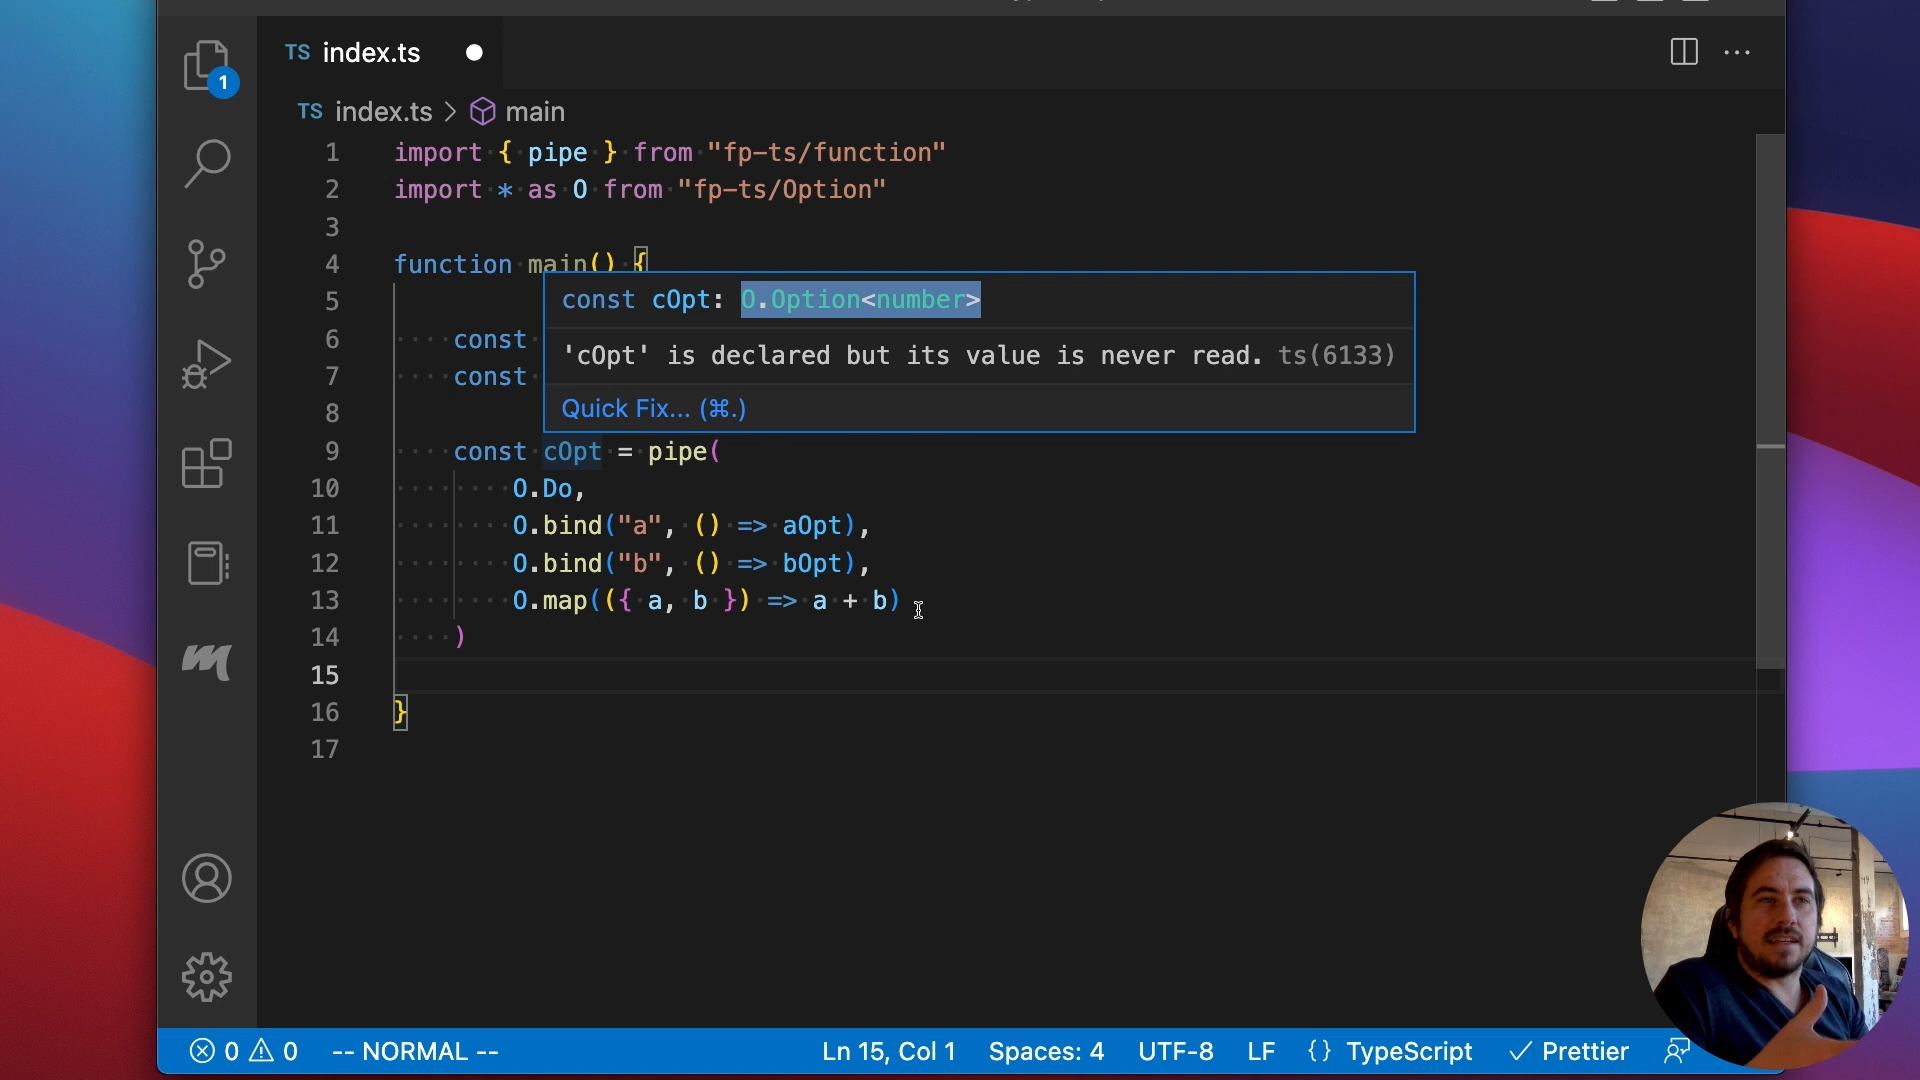 TS index.ts
1
TS index.ts > main
1 import { pipe } from "fp-ts/function"
2 import * as O from "fp-ts/Option"
3
4 function main() {
5
const cOpt: O.Option<number>
6 const
'cOpt' is declared but its value is never read. ts(6133)
7 const
8
Quick Fix... (⌘.)
9 const cOpt = pipe(
10 O.Do,
11 O.bind("a", () => aOpt),
12 O.bind("b", () => bOpt),
13 O.map(({ a, b }) => a + b)
14 )
15
16 }
17
0 0 -- NORMAL -- Ln 15, Col 1 Spaces: 4 UTF-8 LF {} TypeScript ✓ Prettier